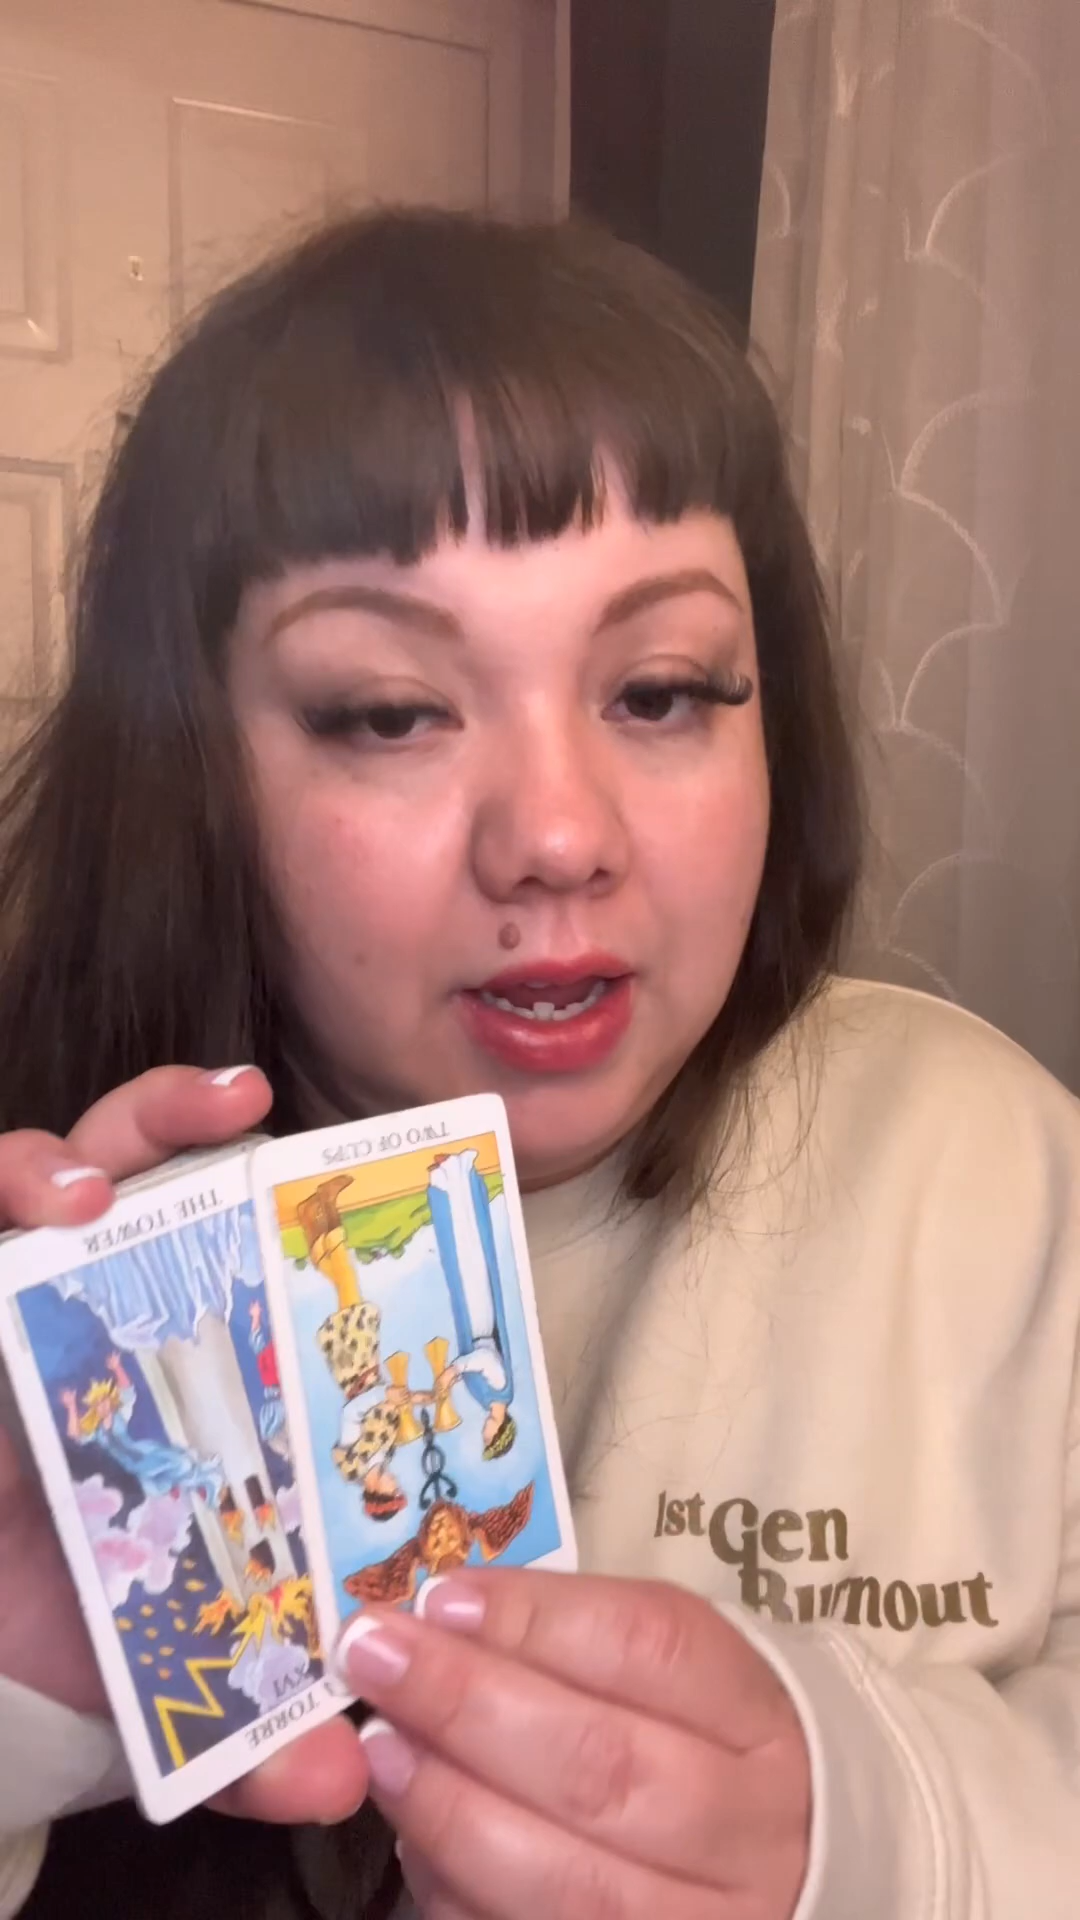 TWO OF CUPS
THE TOWER
XVI
TORRE
1st Gen
Burnout